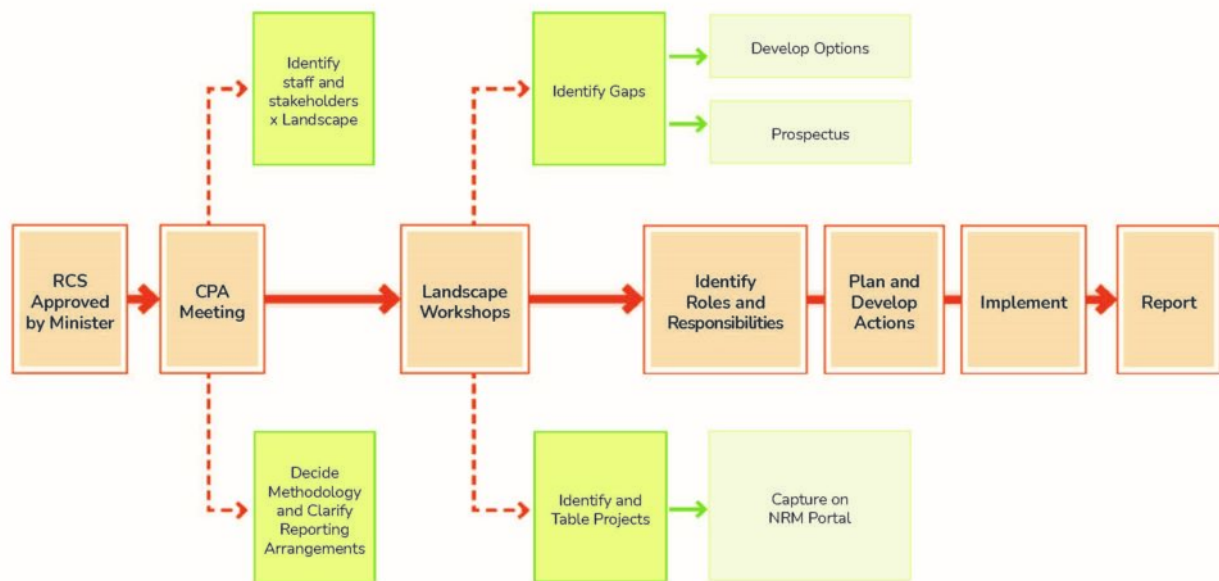 Identify
staff and
stakeholders
x Landscape
Identify Gaps
Develop Options
Prospectus
RCS
Approved
by Minister
CPA
Meeting
Landscape
Workshops
Identify
Roles and
Responsibilities
Plan and
Develop
Actions
Implement
Report
Decide
Methodology
and Clarify
Reporting
Arrangements
Identify and
Table Projects
Capture on
NRM Portal